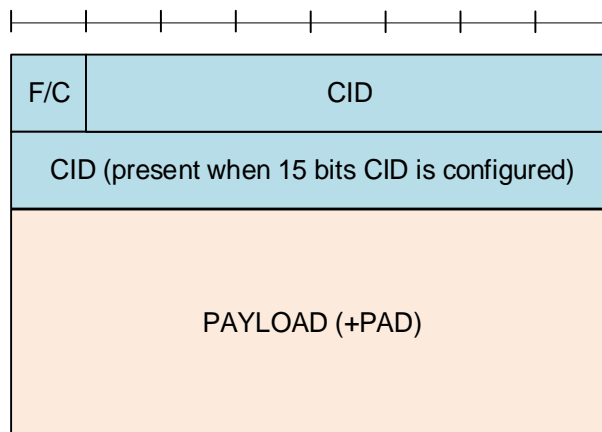 F/C CID
CID (present when 15 bits CID is configured)
PAYLOAD (+PAD)